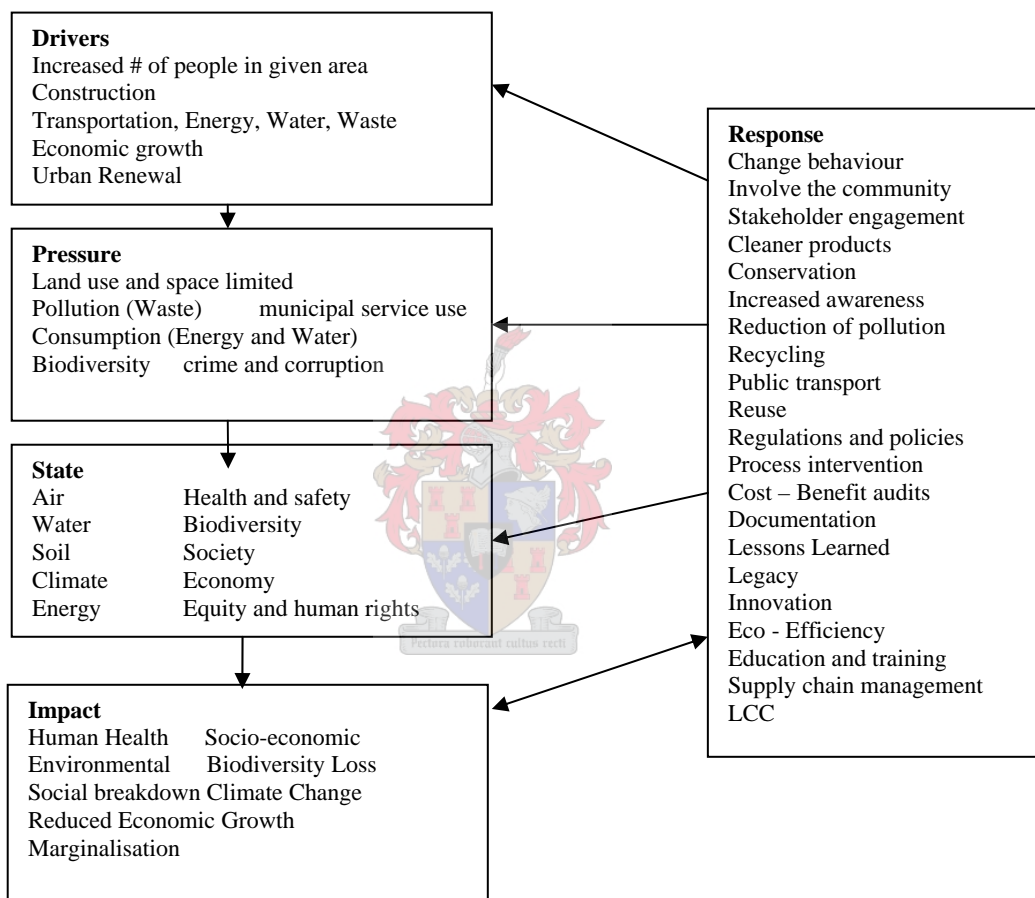 Drivers
Increased # of people in given area
Construction
Transportation, Energy, Water, Waste
Economic growth
Urban Renewal
Pressure
Land use and space limited
Pollution (Waste) municipal service use
Consumption (Energy and Water)
Biodiversity crime and corruption
State
Air Health and safety
Water Biodiversity
Soil Society
Climate Economy
Energy Equity and human rights
Pectora roborant cultus recti
Impact
Human Health Socio-economic
Environmental Biodiversity Loss
Social breakdown Climate Change
Reduced Economic Growth
Marginalisation
Response
Change behaviour
Involve the community
Stakeholder engagement
Cleaner products
Conservation
Increased awareness
Reduction of pollution
Recycling
Public transport
Reuse
Regulations and policies
Process intervention
Cost – Benefit audits
Documentation
Lessons Learned
Legacy
Innovation
Eco - Efficiency
Education and training
Supply chain management
LCC